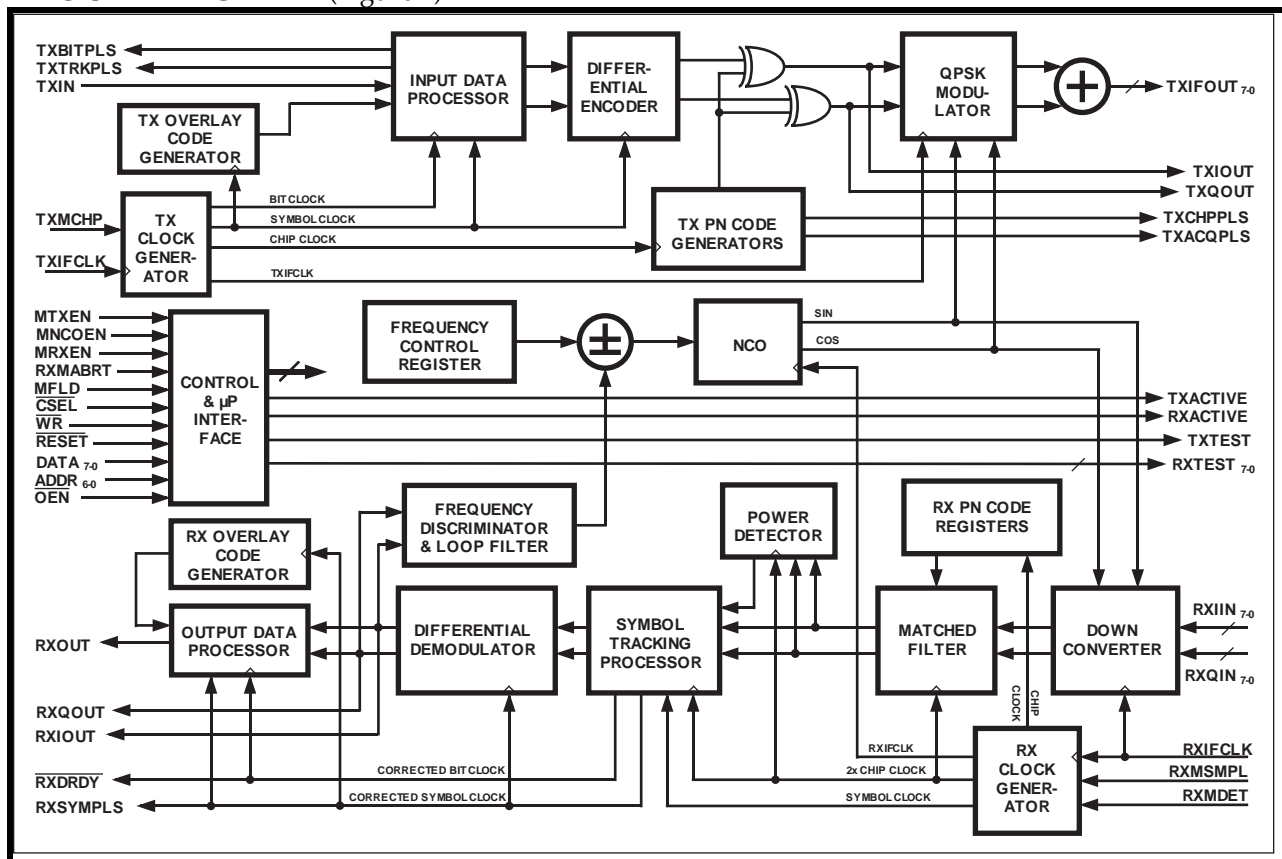 TXBITPLS
TXTRKPLS
TXIN
INPUT DATA
PROCESSOR
DIFFER-
ENTIAL
ENCODER
QPSK
MODU-
LATOR
+
TXIFOUT 7-0
TX OVERLAY
CODE
GENERATOR
TXIOUT
TXQOUT
TXMCHP
TXIFCLK
TX
CLOCK
GENER-
ATOR
BIT CLOCK
SYMBOL CLOCK
CHIP CLOCK
TXIFCLK
TX PN CODE
GENERATORS
TXCHPPLS
TXACQPLS
MTXEN
MNCOEN
MRXEN
RXMABRT
MFLD
CSEL
WR
RESET
DATA 7-0
ADDR 6-0
OEN
CONTROL
& µP
INTER-
FACE
FREQUENCY
CONTROL
REGISTER
±
NCO
SIN
COS
TXACTIVE
RXACTIVE
TXTEST
RXTEST 7-0
FREQUENCY
DISCRIMINATOR
& LOOP FILTER
POWER
DETECTOR
RX PN CODE
REGISTERS
RX OVERLAY
CODE
GENERATOR
RXOUT
OUTPUT DATA
PROCESSOR
DIFFERENTIAL
DEMODULATOR
SYMBOL
TRACKING
PROCESSOR
MATCHED
FILTER
DOWN
CONVERTER
RXIIN 7-0
RXQIN 7-0
CHIP
CLOCK
RXQOUT
RXIOUT
RXDRDY
RXSYMPLS
CORRECTED BIT CLOCK
CORRECTED SYMBOL CLOCK
RXIFCLK
2x CHIP CLOCK
SYMBOL CLOCK
RX
CLOCK
GENER-
ATOR
RXIFCLK
RXMSMPL
RXMDET